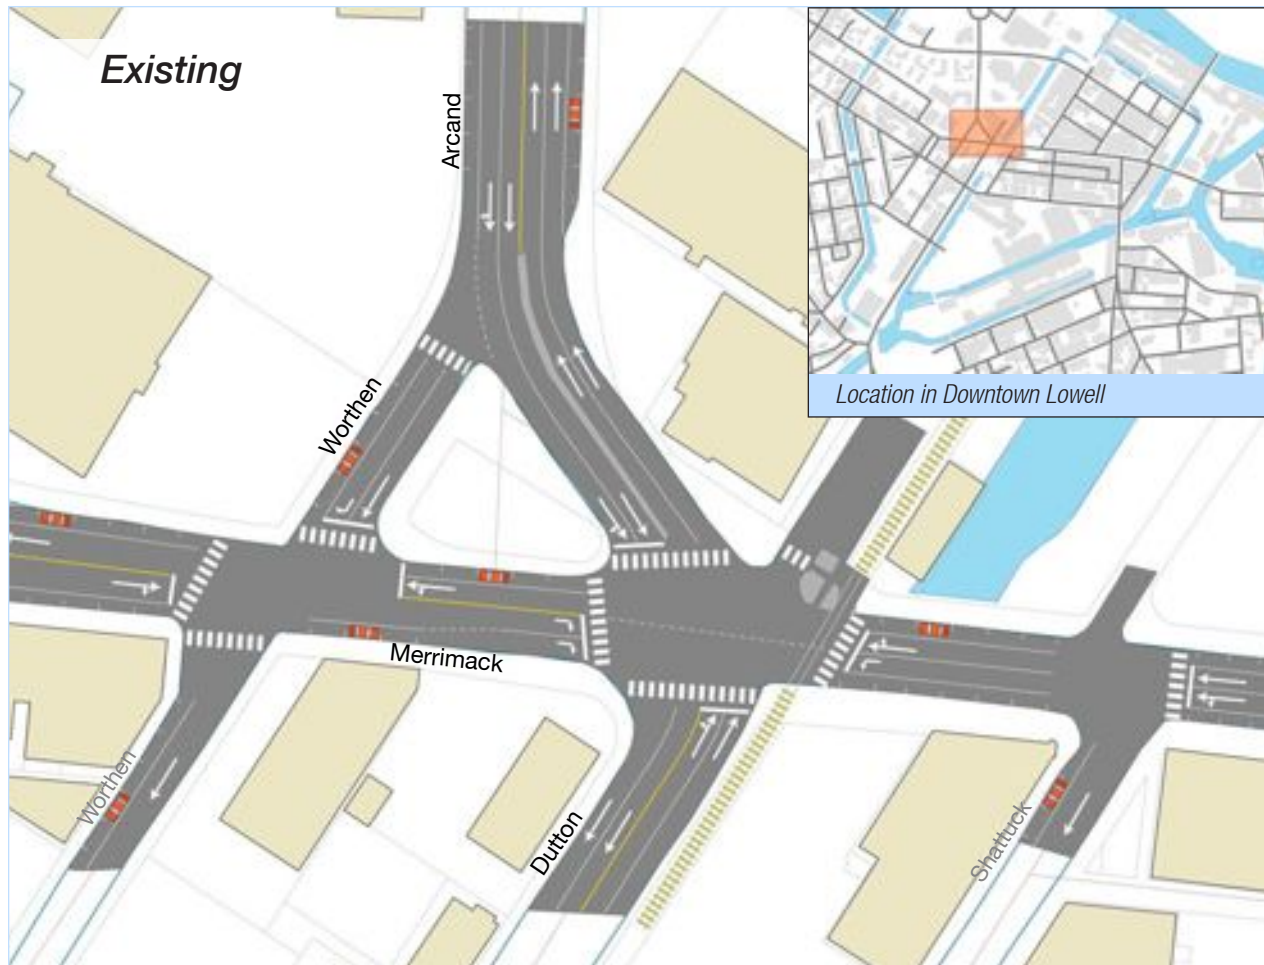 Existing
Arcand
Location in Downtown Lowell
Worthen
Merrimack
Worthen
Dutton
Shattuck